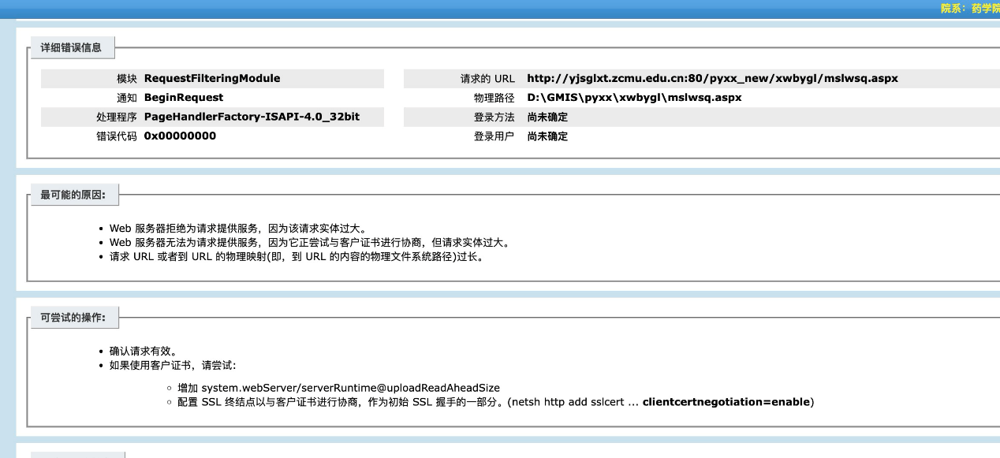 院系：药学院
详细错误信息
模块 RequestFilteringModule 请求的 URL http://yjsglxt.zcmu.edu.cn:80/pyxx_new/xwbygl/mslwsq.aspx
通知 BeginRequest 物理路径 D:\GMIS\pyxx\xwbygl\mslwsq.aspx
处理程序 PageHandlerFactory-ISAPI-4.0_32bit 登录方法 尚未确定
错误代码 0x00000000 登录用户 尚未确定
最可能的原因:
• Web 服务器拒绝为请求提供服务，因为该请求实体过大。
• Web 服务器无法为请求提供服务，因为它正尝试与客户证书进行协商，但请求实体过大。
• 请求 URL 或者到 URL 的物理映射(即，到 URL 的内容的物理文件系统路径)过长。
可尝试的操作:
• 确认请求有效。
• 如果使用客户证书，请尝试:
◦ 增加 system.webServer/serverRuntime@uploadReadAheadSize
◦ 配置 SSL 终结点以与客户证书进行协商，作为初始 SSL 握手的一部分。(netsh http add sslcert ... clientcertnegotiation=enable)